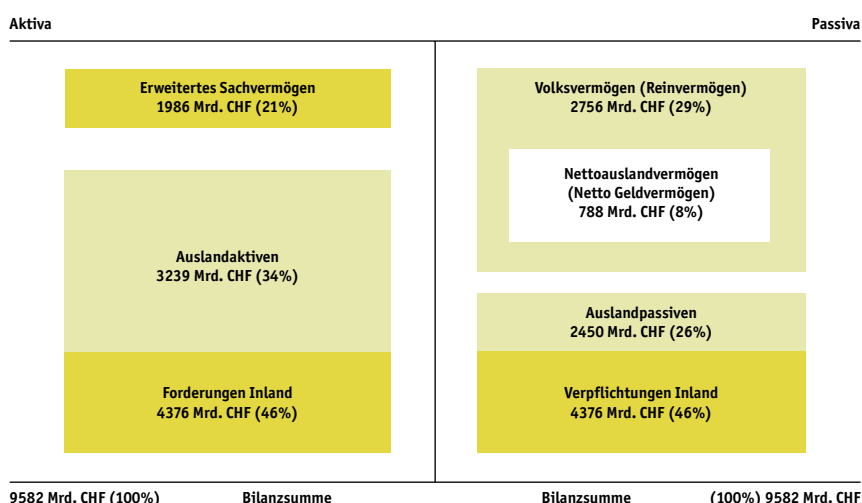 Aktiva
Passiva
Erweitertes Sachvermögen
1986 Mrd. CHF (21%)
Auslandaktiven
3239 Mrd. CHF (34%)
Forderungen Inland
4376 Mrd. CHF (46%)
Volksvermögen (Reinvermögen)
2756 Mrd. CHF (29%)
Nettoauslandvermögen
(Netto Geldvermögen)
788 Mrd. CHF (8%)
Auslandpassiven
2450 Mrd. CHF (26%)
Verpflichtungen Inland
4376 Mrd. CHF (46%)
9582 Mrd. CHF (100%) Bilanzsumme
Bilanzsumme (100%) 9582 Mrd. CHF